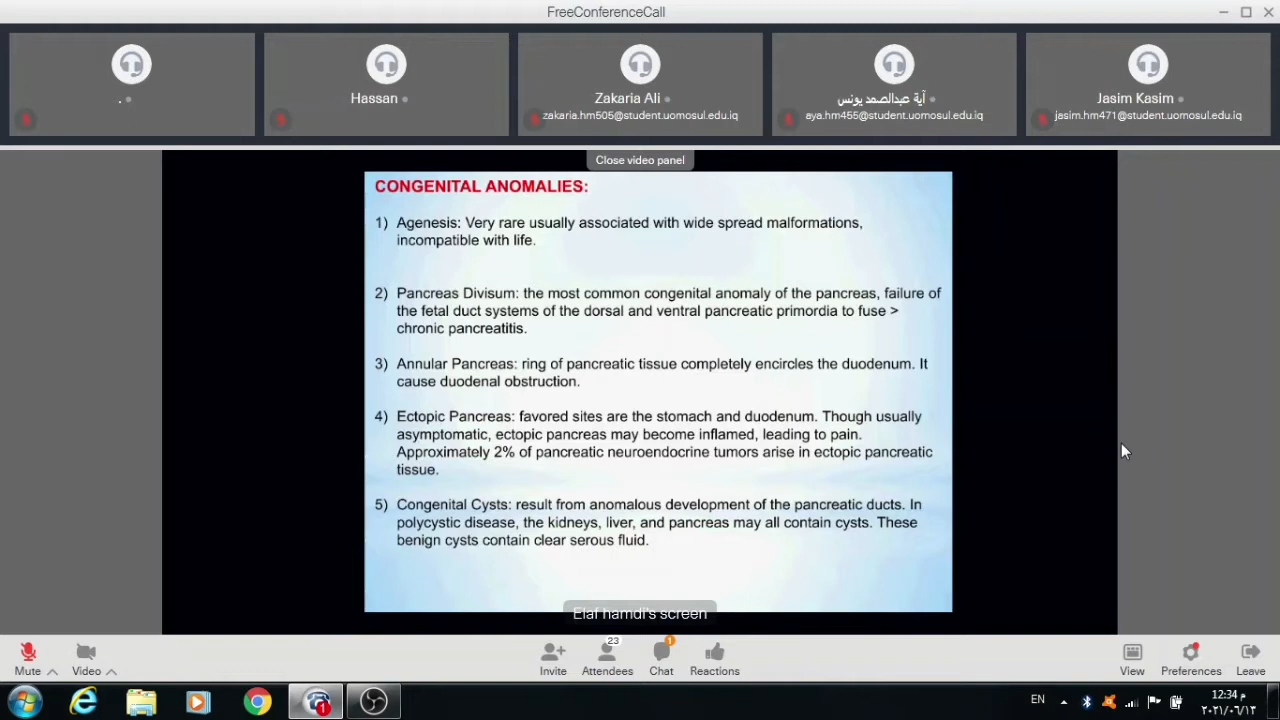 FreeConferenceCall
.
Hassan
Zakaria Ali
zakaria.hm505@student.uomosul.edu.iq
آية عبدالصمد يونس
aya.hm455@student.uomosul.edu.iq
Jasim Kasim
jasim.hm471@student.uomosul.edu.iq
Close video panel
CONGENITAL ANOMALIES:
1) Agenesis: Very rare usually associated with wide spread malformations,
incompatible with life.
2) Pancreas Divisum: the most common congenital anomaly of the pancreas, failure of
the fetal duct systems of the dorsal and ventral pancreatic primordia to fuse >
chronic pancreatitis.
3) Annular Pancreas: ring of pancreatic tissue completely encircles the duodenum. It
cause duodenal obstruction.
4) Ectopic Pancreas: favored sites are the stomach and duodenum. Though usually
asymptomatic, ectopic pancreas may become inflamed, leading to pain.
Approximately 2% of pancreatic neuroendocrine tumors arise in ectopic pancreatic
tissue.
5) Congenital Cysts: result from anomalous development of the pancreatic ducts. In
polycystic disease, the kidneys, liver, and pancreas may all contain cysts. These
benign cysts contain clear serous fluid.
Elaf hamdi's screen
23
1
Mute
Video
Invite
Attendees
Chat
Reactions
View
Preferences
Leave
1
EN
12:34 م
٢٠٢١/٠٦/١٣